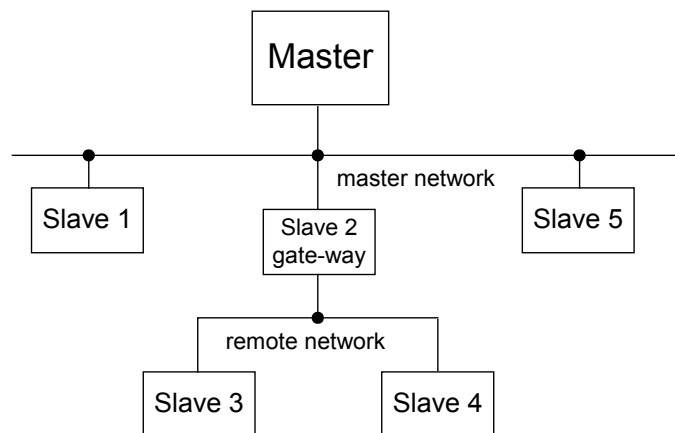 Master
master network
Slave 1
Slave 2
gate-way
Slave 5
remote network
Slave 3
Slave 4